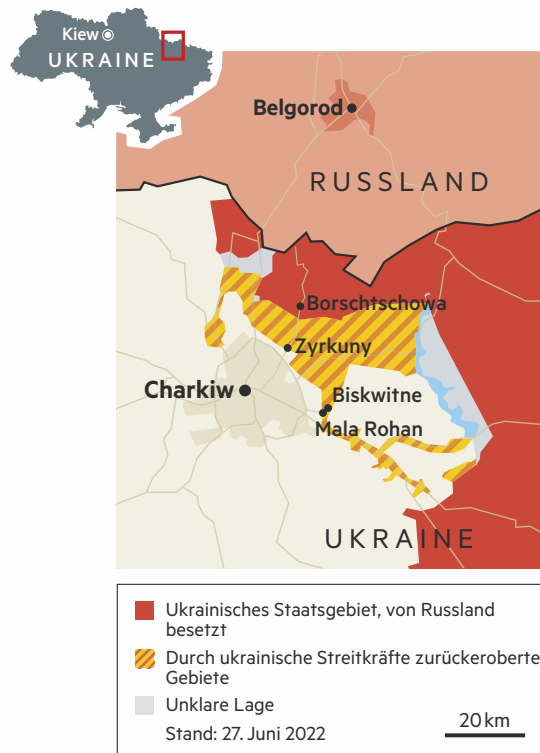 Kiew
UKRAINE
Belgorod
RUSSLAND
Borschtschowa
Zyrkuny
Charkiw
Biskwitne
Mala Rohan
UKRAINE
Ukrainisches Staatsgebiet, von Russland
besetzt
Durch ukrainische Streitkräfte zurückeroberte
Gebiete
Unklare Lage
Stand: 27. Juni 2022
20 km